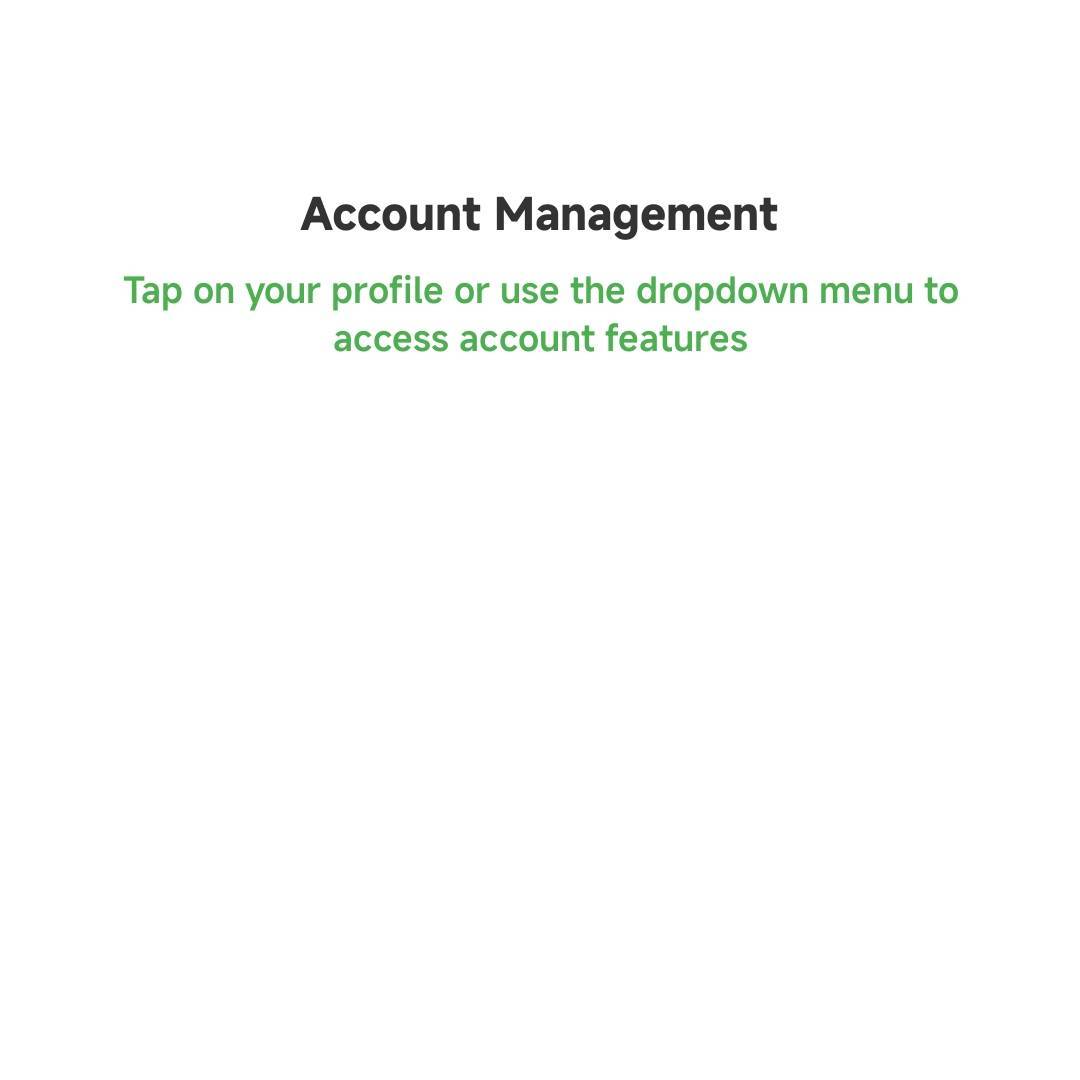 Account Management
Tap on your profile or use the dropdown menu to
access account features